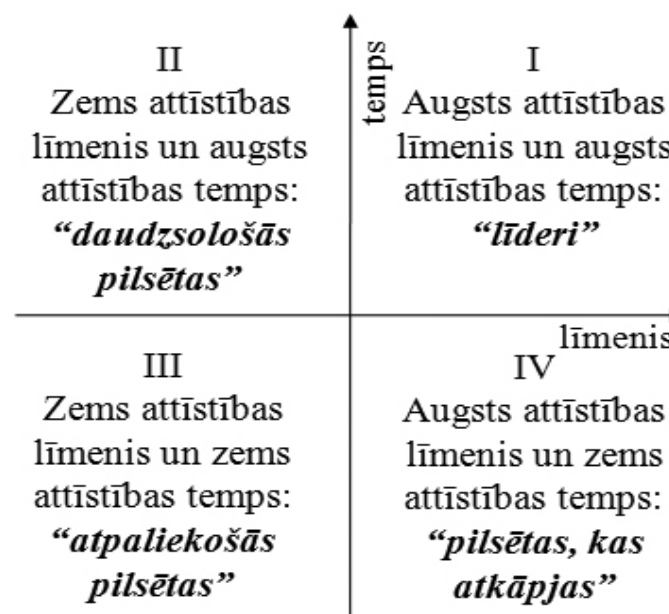 II
Zems attīstības
līmenis un augsts
attīstības temps:
“daudzsološās
pilsētas”
temps
I
Augsts attīstības
līmenis un augsts
attīstības temps:
“līderi”
līmenis
III
Zems attīstības
līmenis un zems
attīstības temps:
“atpaliekošās
pilsētas”
IV
Augsts attīstības
līmenis un zems
attīstības temps:
“pilsētas, kas
atkāpjas”